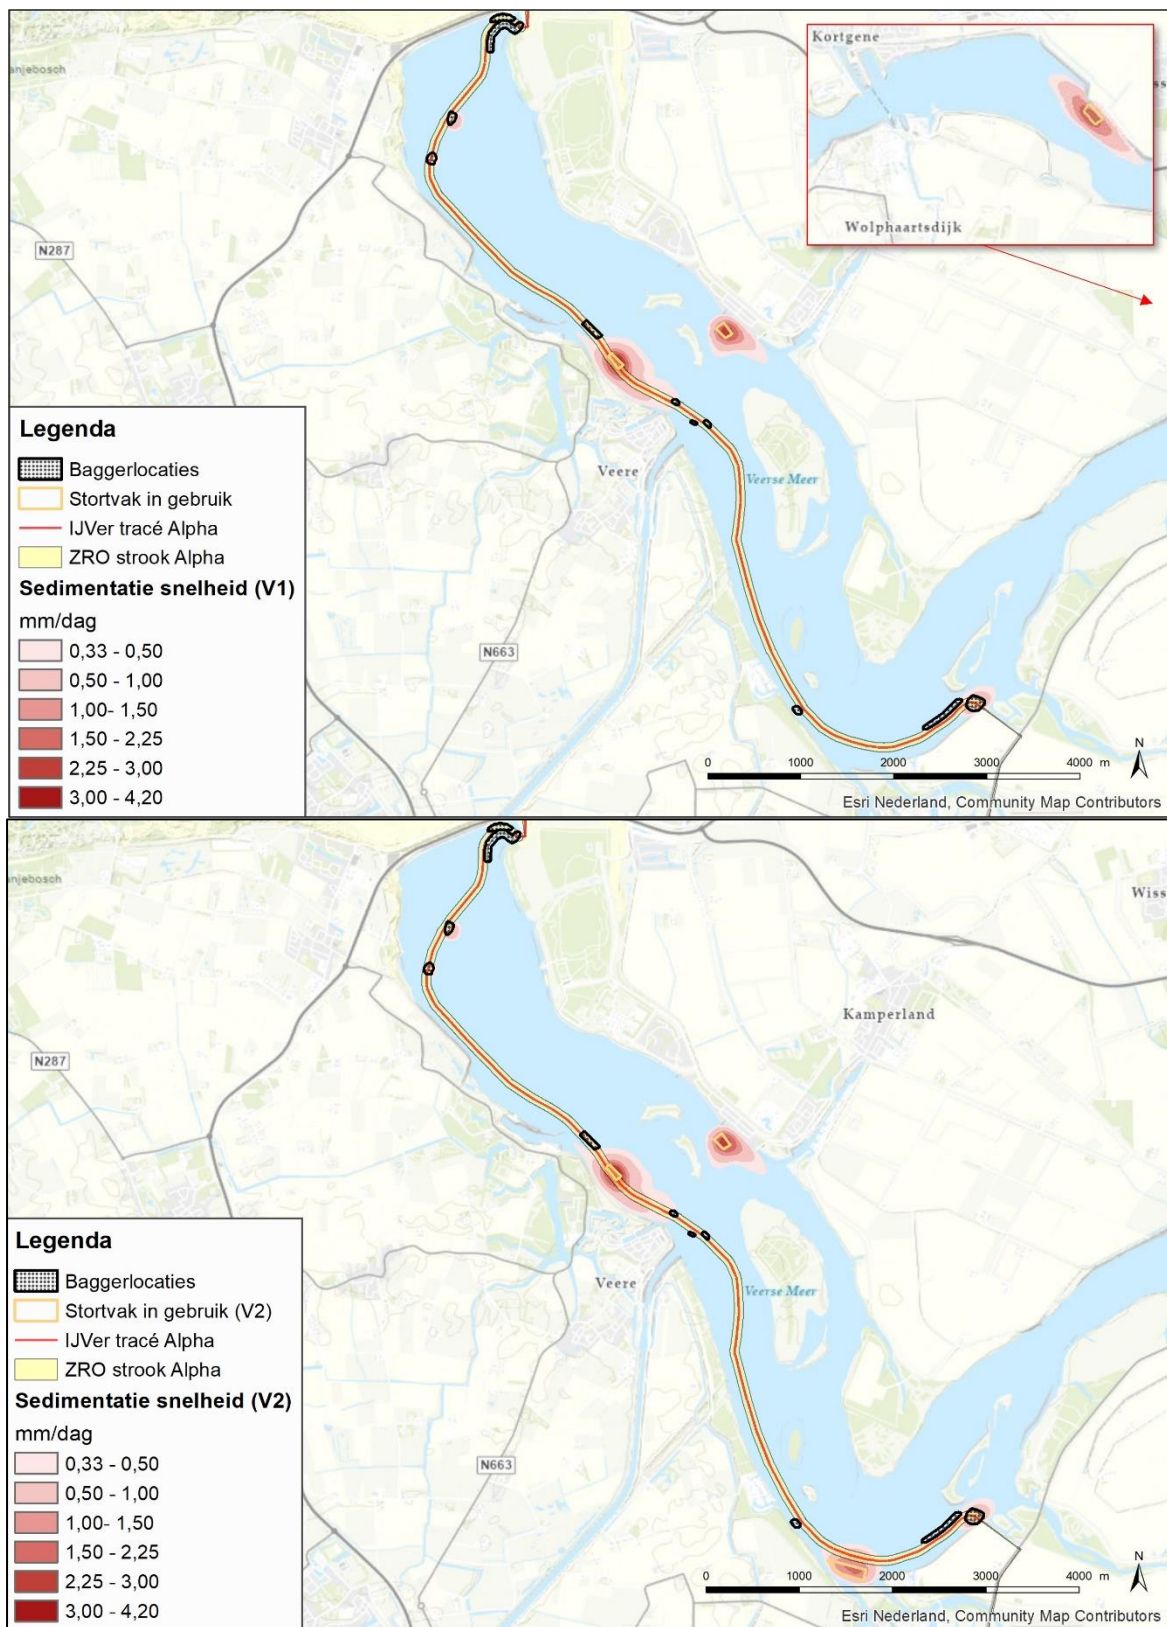 anjebosch
Kortgene
Wolphaartsdijk
iss
N287
Veere
Veerse Meer
N663
Legenda
Baggerlocaties
Stortvak in gebruik
IJVer tracé Alpha
ZRO strook Alpha
Sedimentatie snelheid (V1)
mm/dag
0,33 - 0,50
0,50 - 1,00
1,00- 1,50
1,50 - 2,25
2,25 - 3,00
3,00 - 4,20
0 1000 2000 3000 4000 m
N
Esri Nederland, Community Map Contributors
anjebosch
Wiss
Kamperland
N287
Veere
Veerse Meer
N663
Legenda
Baggerlocaties
Stortvak in gebruik (V2)
IJVer tracé Alpha
ZRO strook Alpha
Sedimentatie snelheid (V2)
mm/dag
0,33 - 0,50
0,50 - 1,00
1,00- 1,50
1,50 - 2,25
2,25 - 3,00
3,00 - 4,20
0 1000 2000 3000 4000 m
N
Esri Nederland, Community Map Contributors